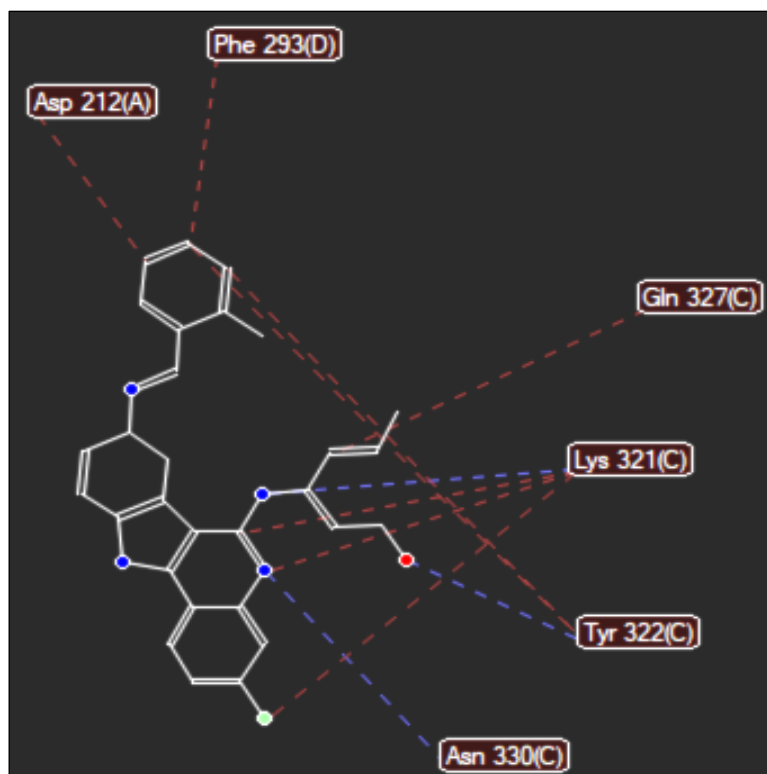 Phe 293(D)
Asp 212(A)
Gln 327(C)
Lys 321(C)
Tyr 322(C)
Asn 330(C)